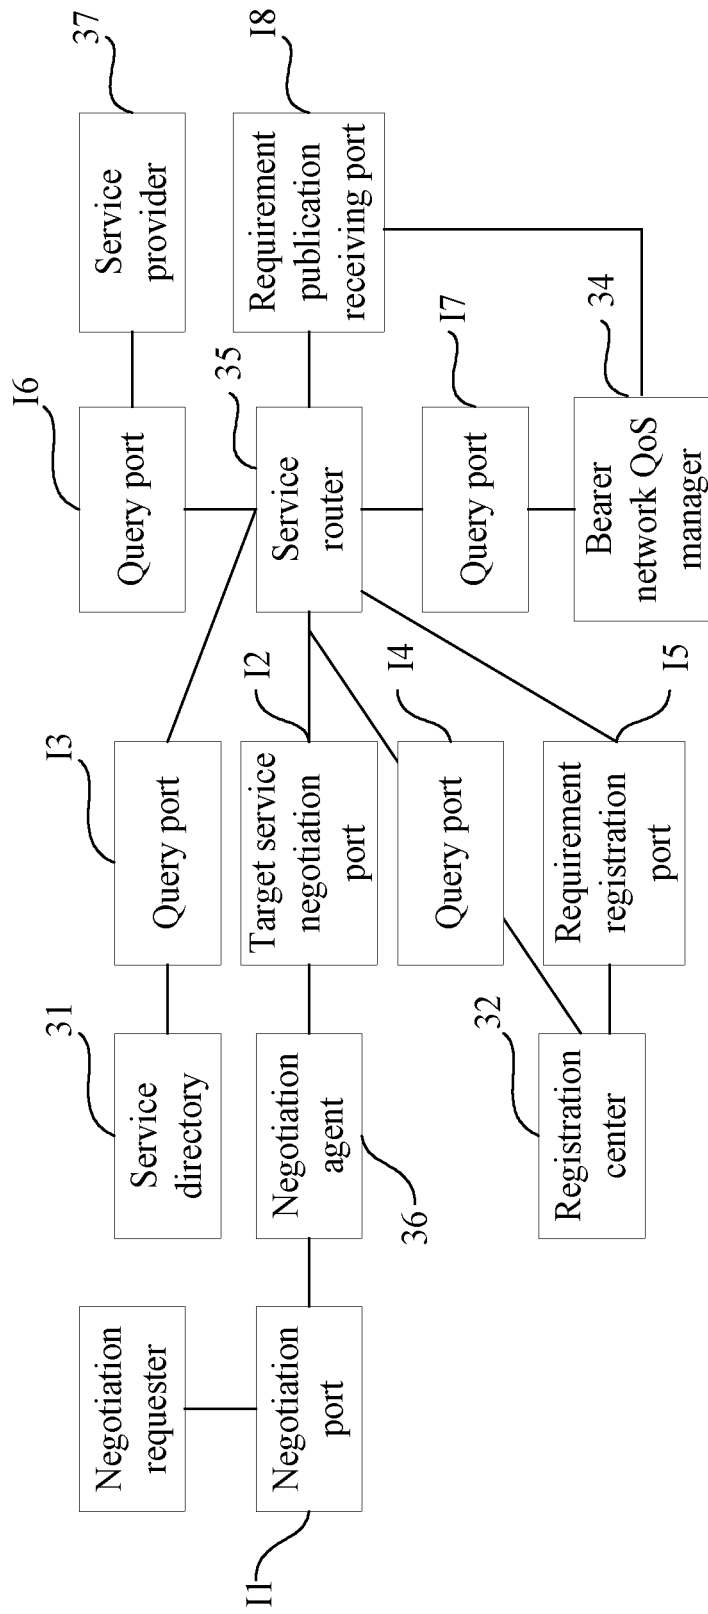 Negotiation
requester
Negotiation
port
I1
Service
directory
31
Negotiation
agent
36
Registration
center
32
Query port
I3
Target service
negotiation
port
I2
Query port
I4
Requirement
registration
port
I5
Query port
I6
Service
router
35
Query port
I7
Bearer
network QoS
manager
34
Service
provider
37
Requirement
publication
receiving port
I8